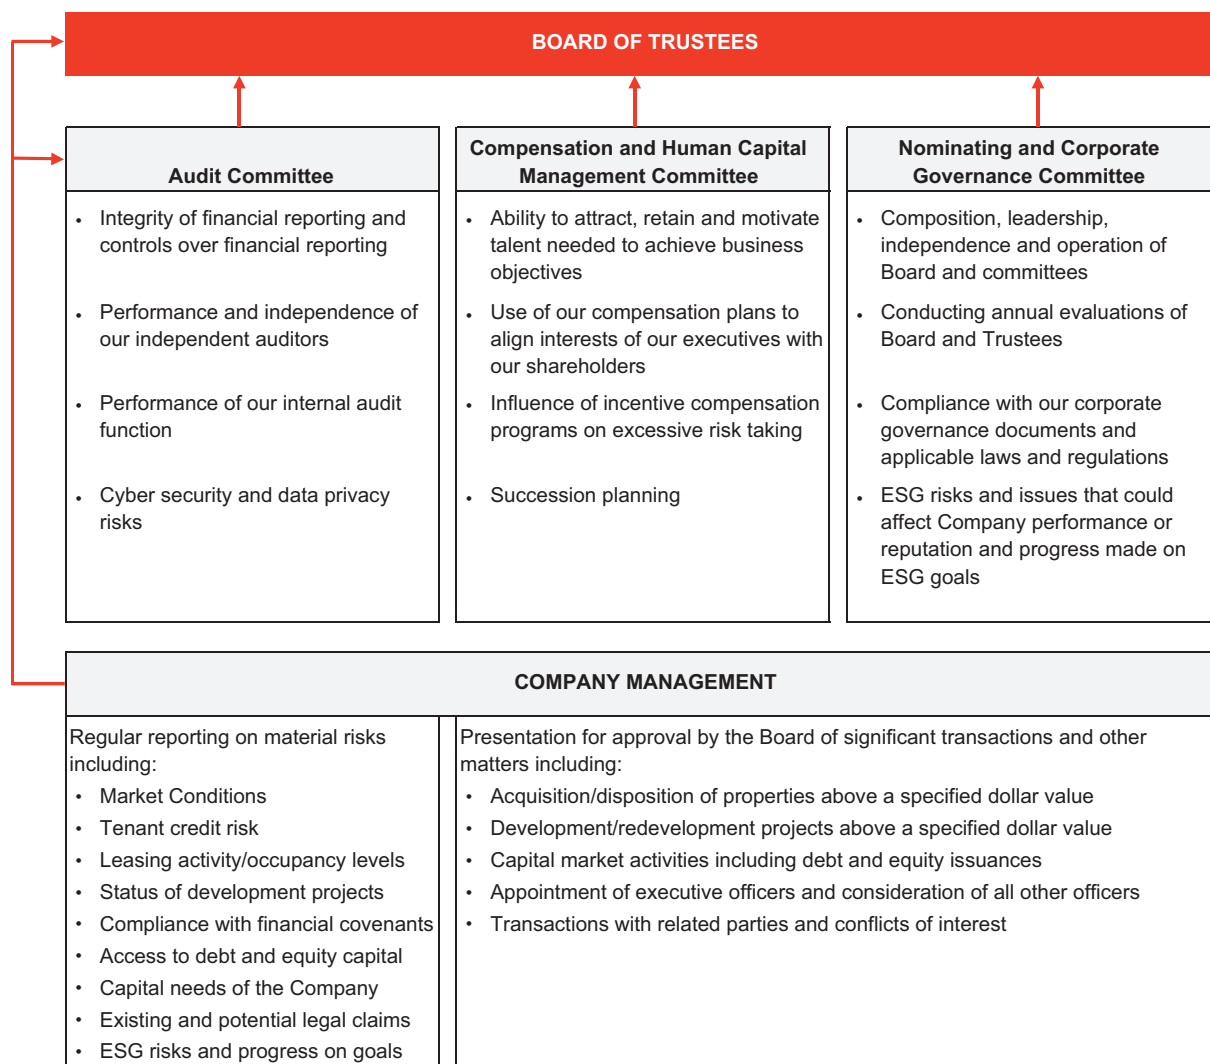 BOARD OF TRUSTEES
Audit Committee
• Integrity of financial reporting and
controls over financial reporting
• Performance and independence of
our independent auditors
• Performance of our internal audit
function
• Cyber security and data privacy
risks
Compensation and Human Capital
Management Committee
• Ability to attract, retain and motivate
talent needed to achieve business
objectives
• Use of our compensation plans to
align interests of our executives with
our shareholders
• Influence of incentive compensation
programs on excessive risk taking
• Succession planning
Nominating and Corporate
Governance Committee
• Composition, leadership,
independence and operation of
Board and committees
• Conducting annual evaluations of
Board and Trustees
• Compliance with our corporate
governance documents and
applicable laws and regulations
• ESG risks and issues that could
affect Company performance or
reputation and progress made on
ESG goals
COMPANY MANAGEMENT
Regular reporting on material risks
including:
• Market Conditions
• Tenant credit risk
• Leasing activity/occupancy levels
• Status of development projects
• Compliance with financial covenants
• Access to debt and equity capital
• Capital needs of the Company
• Existing and potential legal claims
• ESG risks and progress on goals
Presentation for approval by the Board of significant transactions and other
matters including:
• Acquisition/disposition of properties above a specified dollar value
• Development/redevelopment projects above a specified dollar value
• Capital market activities including debt and equity issuances
• Appointment of executive officers and consideration of all other officers
• Transactions with related parties and conflicts of interest